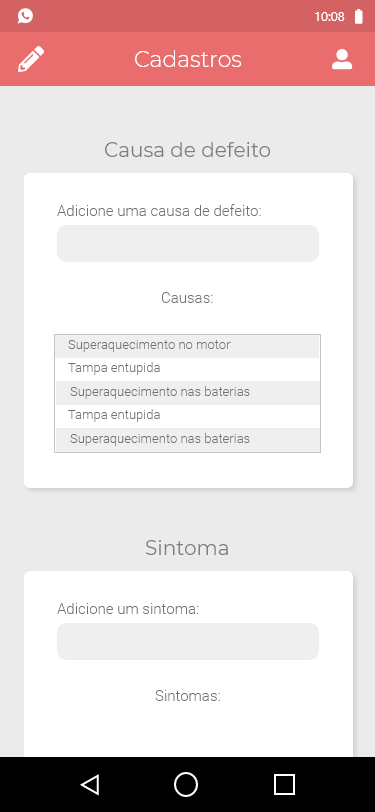 10:08
Cadastros
Causa de defeito
Adicione uma causa de defeito:
Causas:
Superaquecimento no motor
Tampa entupida
Superaquecimento nas baterias
Tampa entupida
Superaquecimento nas baterias
Sintoma
Adicione um sintoma:
Sintomas: